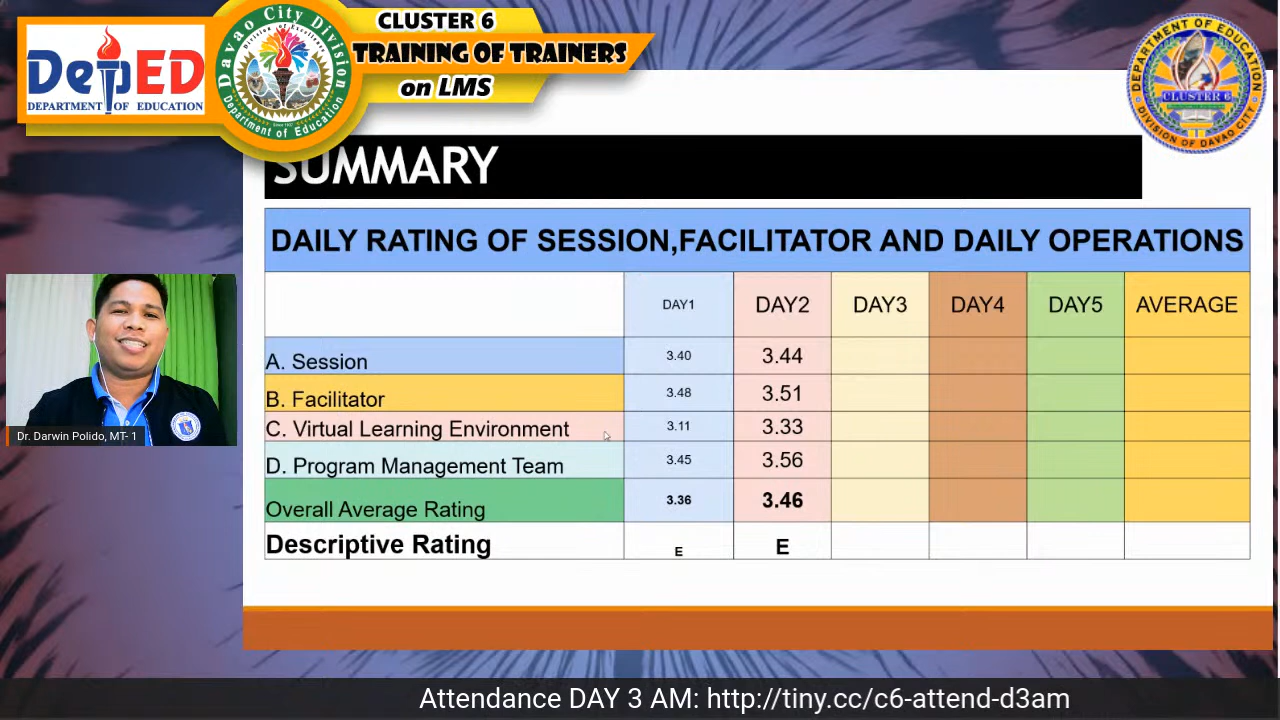 DepED
DEPARTMENT OF EDUCATION
Davao City Division
Department of Education
CLUSTER 6
TRAINING OF TRAINERS
on LMS
DEPARTMENT OF EDUCATION
CLUSTER 6
DIVISION OF DAVAO CITY
SUMMARY
DAILY RATING OF SESSION,FACILITATOR AND DAILY OPERATIONS
DAY1 DAY2 DAY3 DAY4 DAY5 AVERAGE
A. Session 3.40 3.44
B. Facilitator 3.48 3.51
C. Virtual Learning Environment 3.11 3.33
D. Program Management Team 3.45 3.56
Overall Average Rating 3.36 3.46
Descriptive Rating E E
Dr. Darwin Polido, MT- 1
Attendance DAY 3 AM: http://tiny.cc/c6-attend-d3am